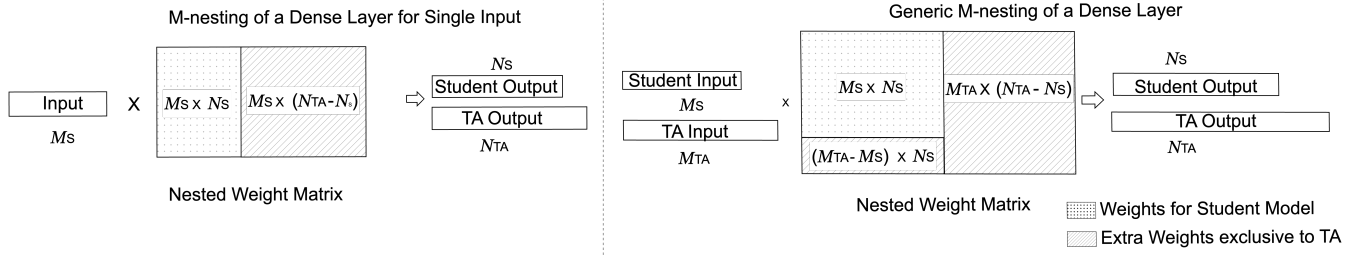 M-nesting of a Dense Layer for Single Input
Input
MS
X
MS x NS
MS x (NTA-Ns)
Nested Weight Matrix
NS
Student Output
TA Output
NTA
Generic M-nesting of a Dense Layer
Student Input
MS
TA Input
MTA
x
MS x NS
MTA X (NTA - NS)
(MTA- MS) x NS
Nested Weight Matrix
NS
Student Output
TA Output
NTA
Weights for Student Model
Extra Weights exclusive to TA